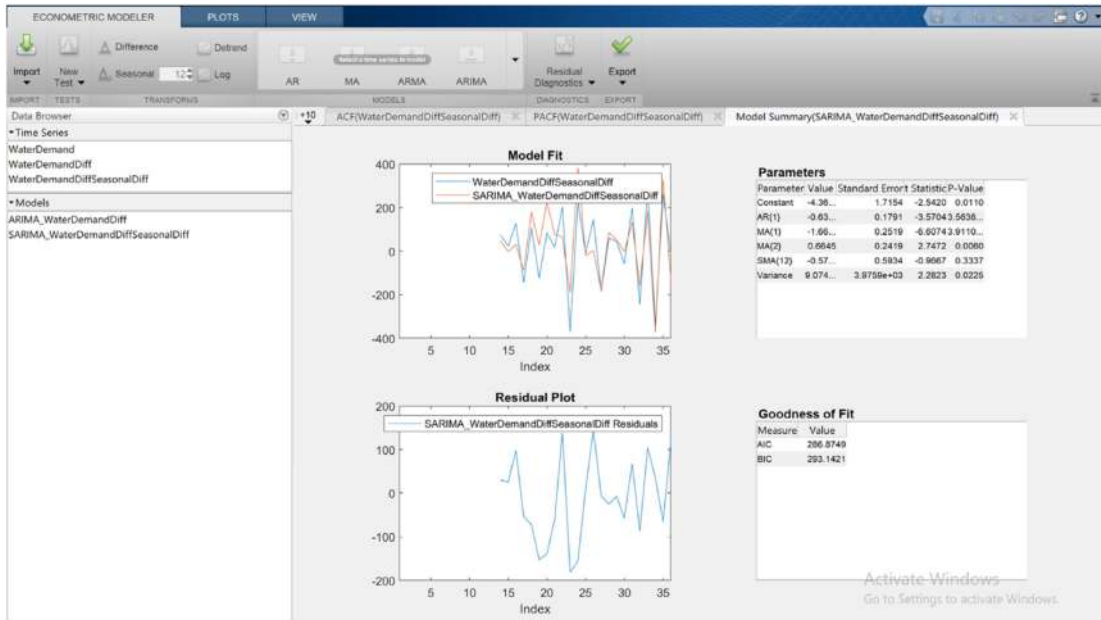 ECONOMETRIC MODELER PLOTS VIEW
Import New Test Difference Detrend Seasonal 12 Log
Select a time series to model
AR MA ARMA ARIMA
Residual Diagnostics Export
IMPORT TESTS TRANSFORMS MODELS DIAGNOSTICS EXPORT
Data Browser
+10 ACF(WaterDemandDiffSeasonalDiff) PACF(WaterDemandDiffSeasonalDiff) Model Summary(SARIMA_WaterDemandDiffSeasonalDiff)
Time Series
WaterDemand
WaterDemandDiff
WaterDemandDiffSeasonalDiff
Models
ARIMA_WaterDemandDiff
SARIMA_WaterDemandDiffSeasonalDiff
Model Fit
WaterDemandDiffSeasonalDiff
SARIMA_WaterDemandDiffSeasonalDiff
400
200
0
-200
-400
5 10 15 20 25 30 35
Index
Parameters
Parameter Value Standard Error t Statistic P-Value
Constant -4.36... 1.7154 -2.5420 0.0110
AR{1} -0.63... 0.1791 -3.5704 3.5636...
MA{1} -1.66... 0.2519 -6.6074 3.9110...
MA{2} 0.6645 0.2419 2.7472 0.0060
SMA{12} -0.57... 0.5934 -0.9667 0.3337
Variance 9.074... 3.9759e+03 2.2823 0.0225
Residual Plot
SARIMA_WaterDemandDiffSeasonalDiff Residuals
200
100
0
-100
-200
5 10 15 20 25 30 35
Index
Goodness of Fit
Measure Value
AIC 286.8749
BIC 293.1421
Activate Windows
Go to Settings to activate Windows.